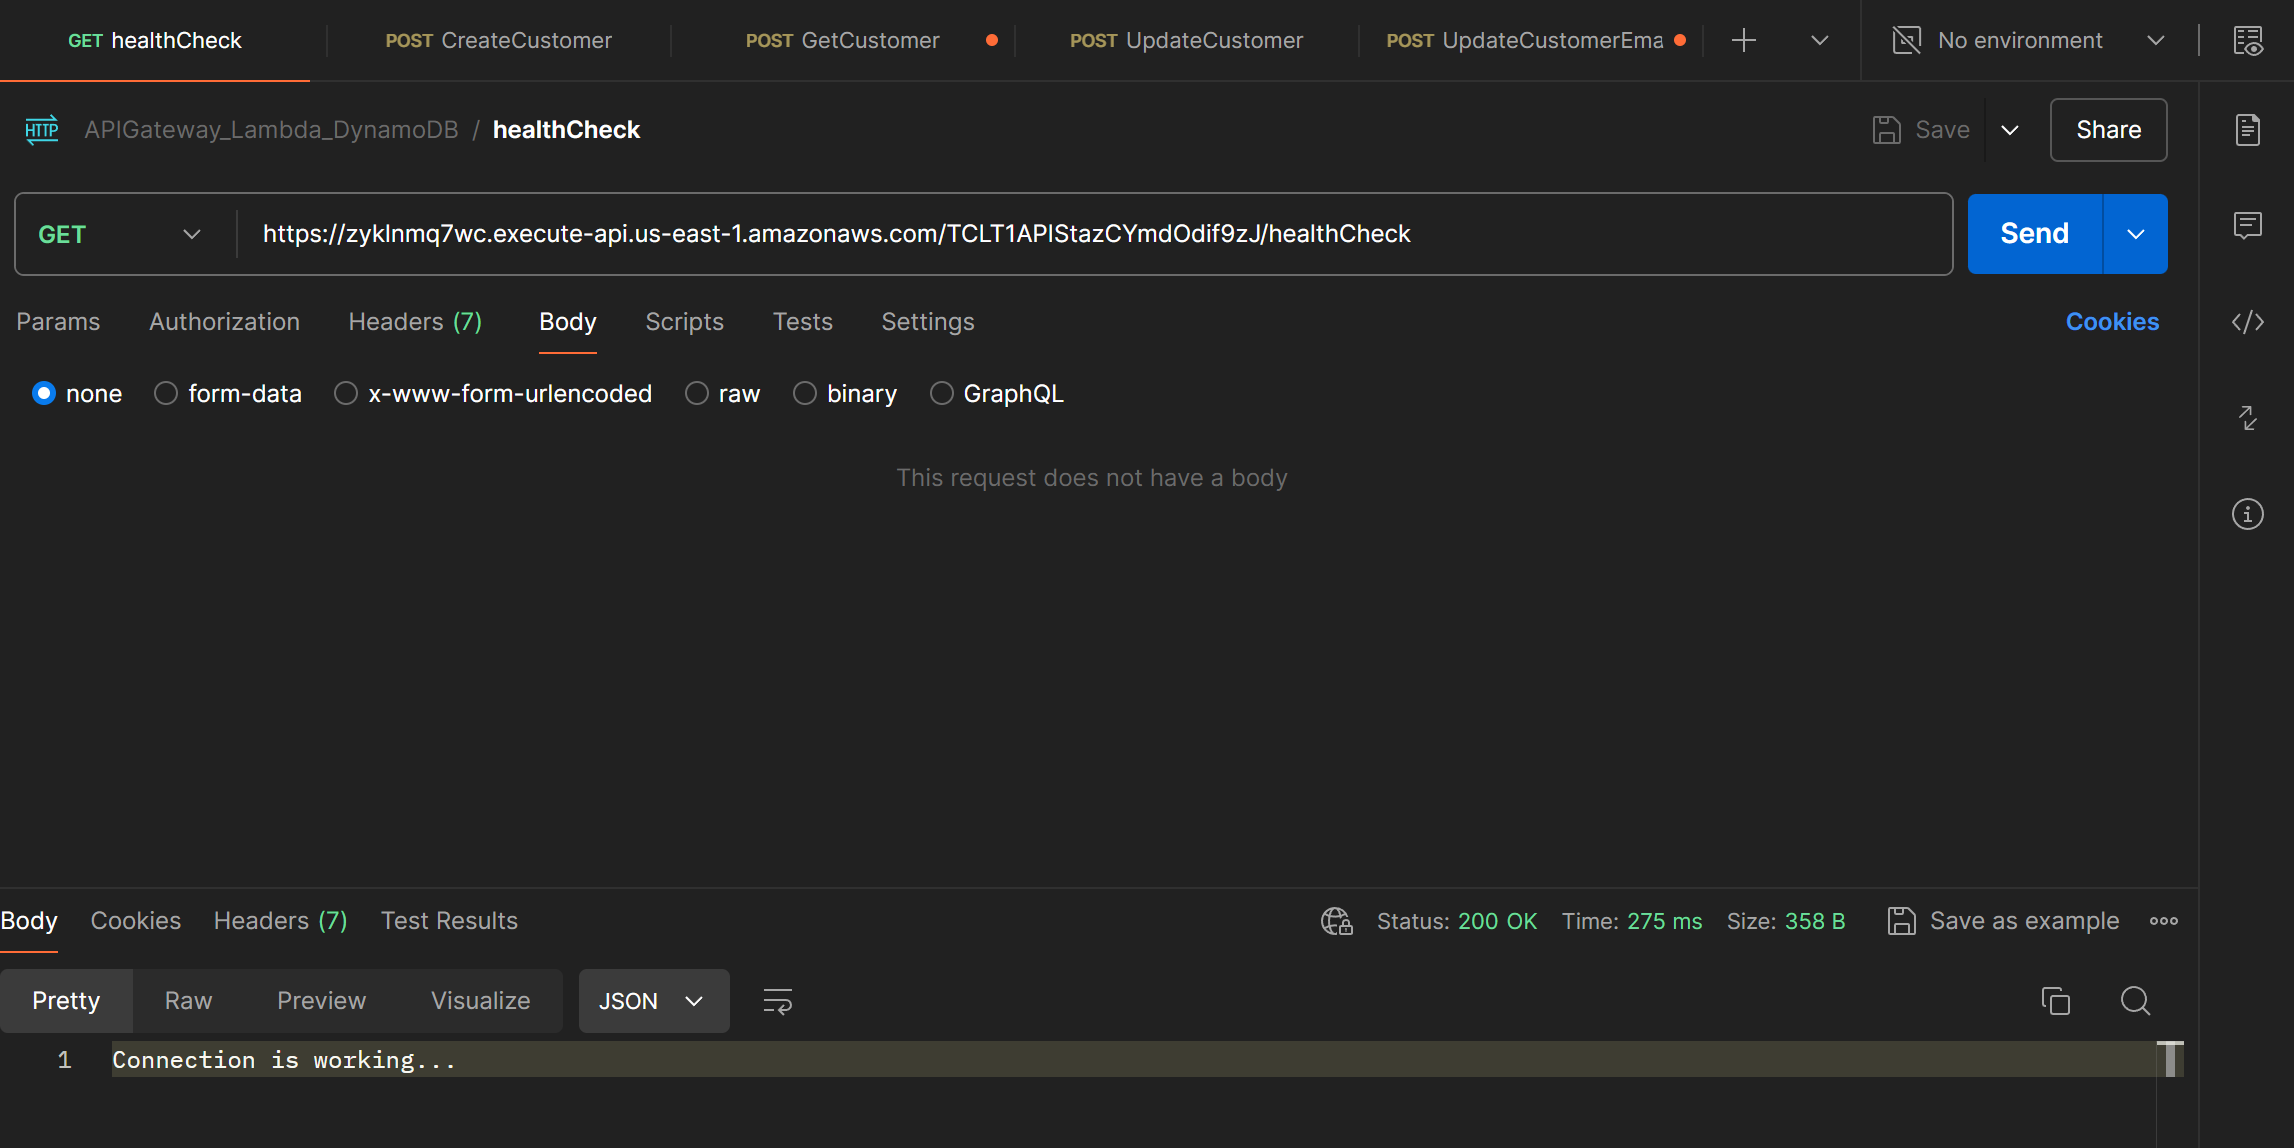 GET healthCheck POST CreateCustomer POST GetCustomer POST UpdateCustomer POST UpdateCustomerEma No environment
HTTP APIGateway_Lambda_DynamoDB / healthCheck Save Share
GET https://zyklnmq7wc.execute-api.us-east-1.amazonaws.com/TCLT1APIStazCYmdOdif9zJ/healthCheck Send
Params Authorization Headers (7) Body Scripts Tests Settings Cookies
none form-data x-www-form-urlencoded raw binary GraphQL
This request does not have a body
Body Cookies Headers (7) Test Results Status: 200 OK Time: 275 ms Size: 358 B Save as example
Pretty Raw Preview Visualize JSON
1 Connection is working...